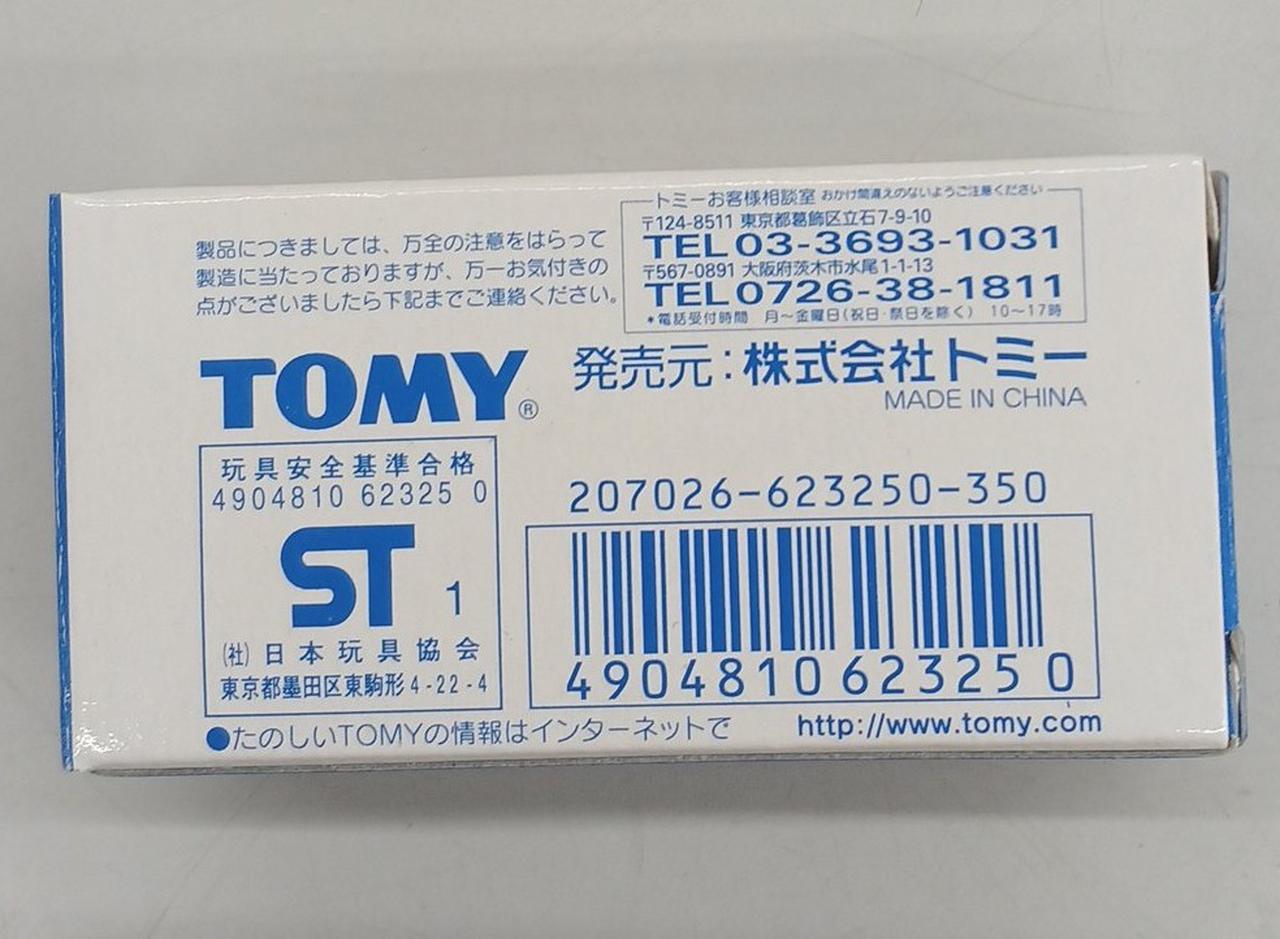 製品につきましては、万全の注意をはらって
製造に当たっておりますが、万一お気付きの
点がございましたら下記までご連絡ください。
トミーお客様相談室 おかけ間違えのないようご注意ください
〒124-8511 東京都葛飾区立石7-9-10
TEL 03-3693-1031
〒567-0891 大阪府茨木市水尾1-1-13
TEL 0726-38-1811
*電話受付時間 月~金曜日(祝日·祭日を除く) 10~17時
TOMY®
発売元:株式会社トミー
MADE IN CHINA
玩具安全基準合格
4904810 62325 0
ST 1
(社)日本玩具協会
東京都墨田区東駒形4-22-4
207026-623250-350
4904810623250
●たのしいTOMYの情報はインターネットで http://www.tomy.com